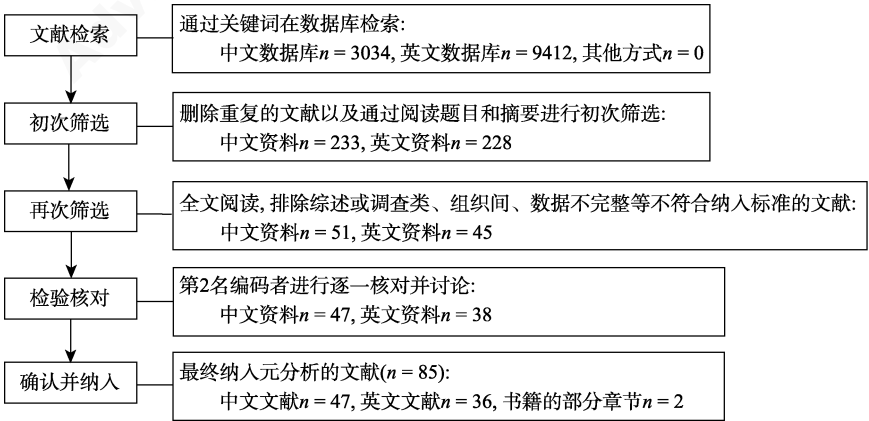 文献检索
通过关键词在数据库检索:
中文数据库n = 3034, 英文数据库n = 9412, 其他方式n = 0
初次筛选
删除重复的文献以及通过阅读题目和摘要进行初次筛选:
中文资料n = 233, 英文资料n = 228
再次筛选
全文阅读, 排除综述或调查类、组织间、数据不完整等不符合纳入标准的文献:
中文资料n = 51, 英文资料n = 45
检验核对
第2名编码者进行逐一核对并讨论:
中文资料n = 47, 英文资料n = 38
确认并纳入
最终纳入元分析的文献(n = 85):
中文文献n = 47, 英文文献n = 36, 书籍的部分章节n = 2